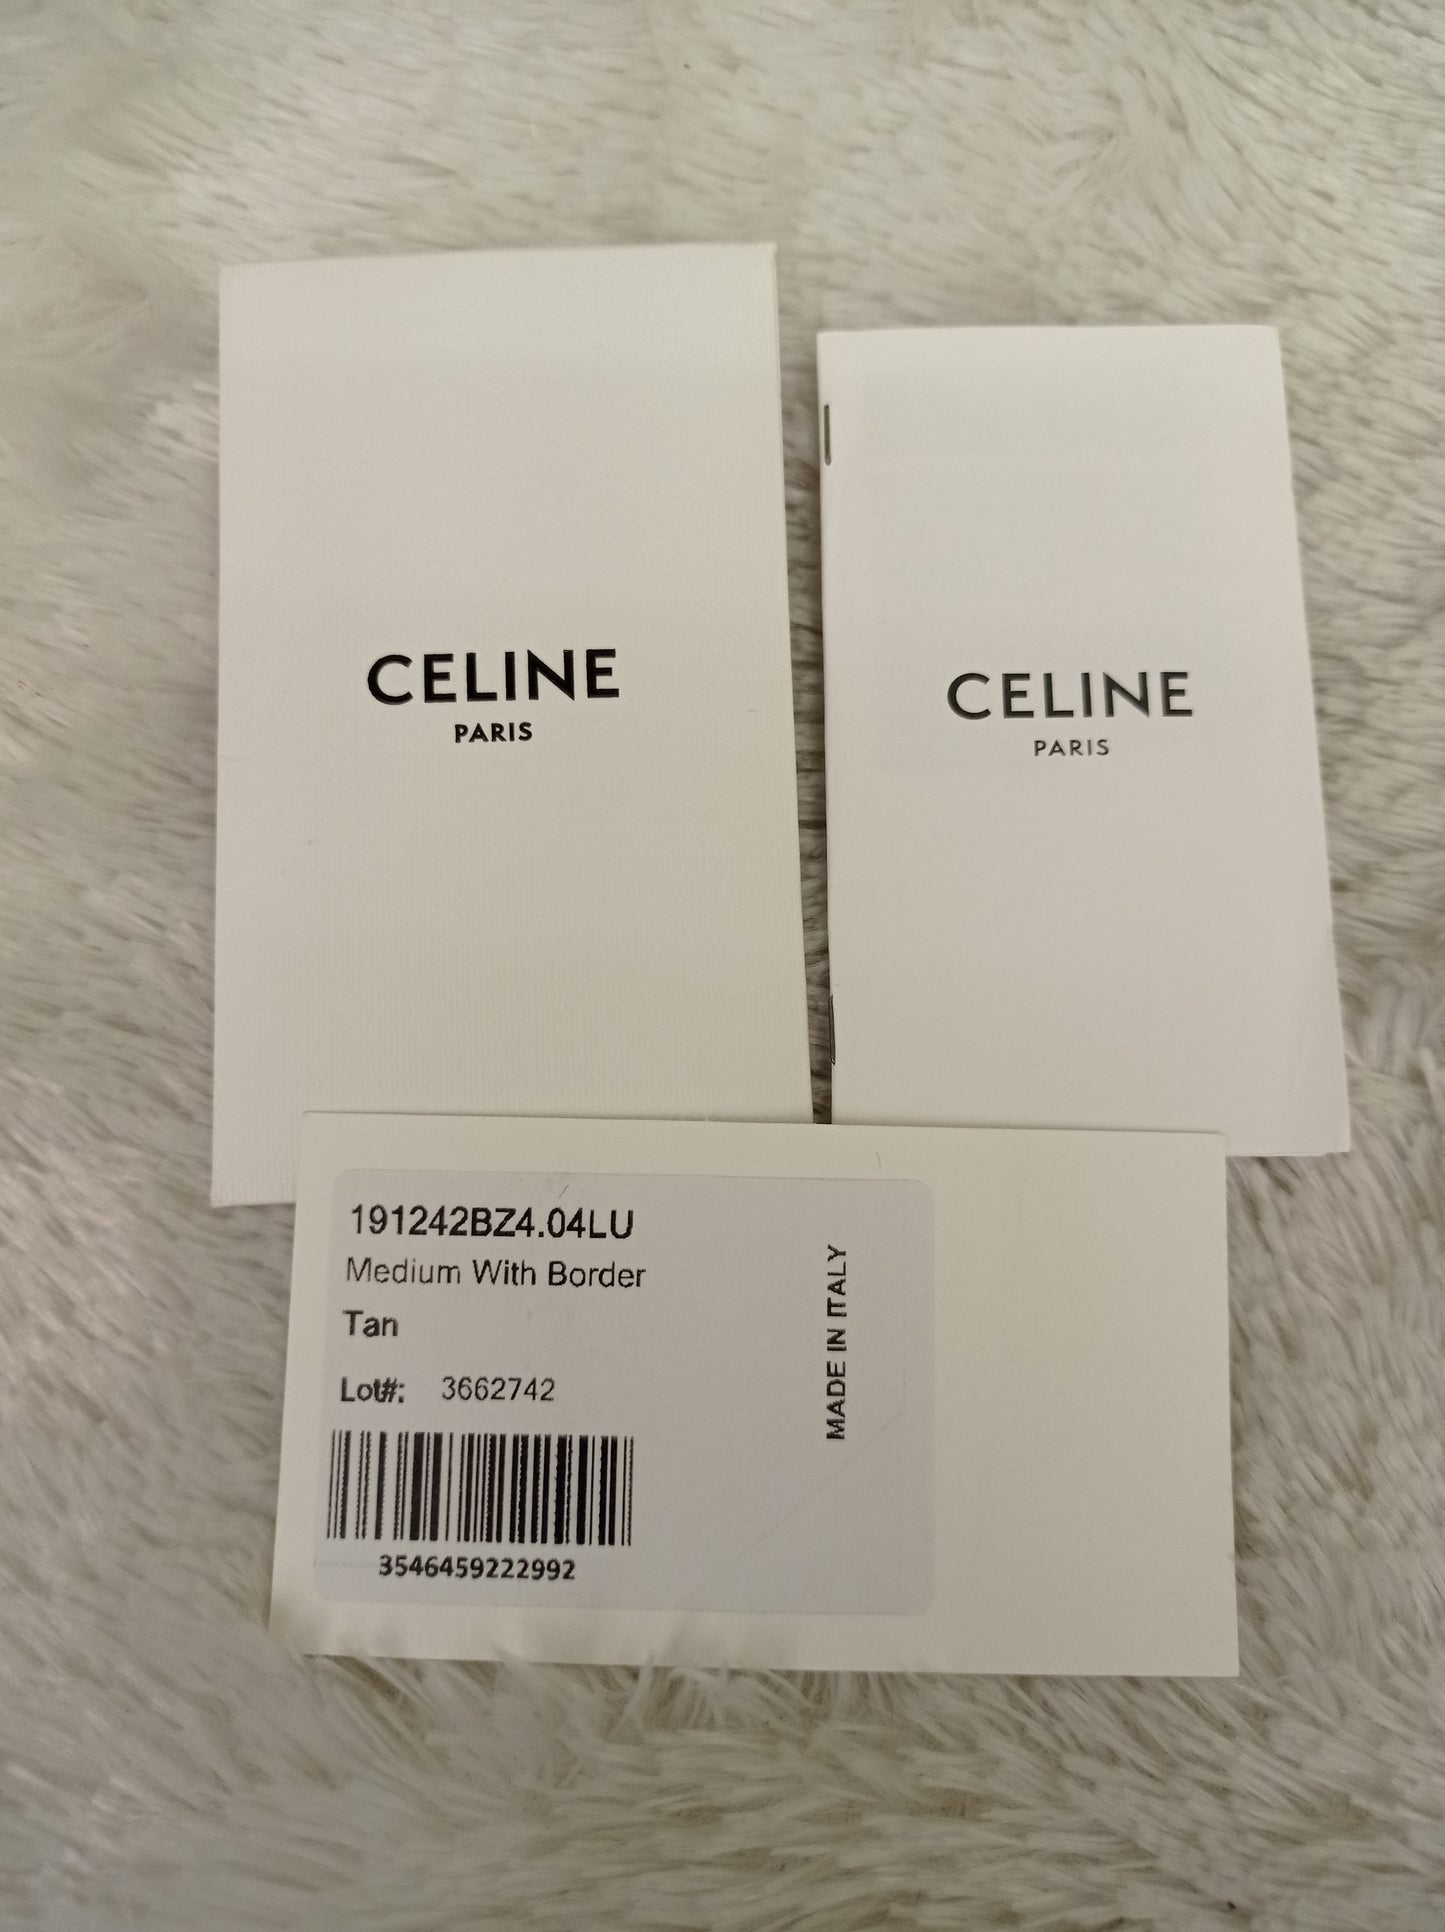 CELINE
PARIS
CELINE
PARIS
191242BZ4.04LU
Medium With Border
Tan
Lot#: 3662742
3546459222992
MADE IN ITALY